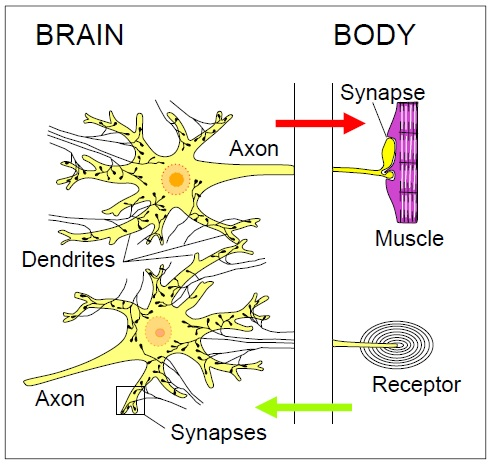 BRAIN
BODY
Synapse
Axon
Muscle
Dendrites
Receptor
Axon
Synapses